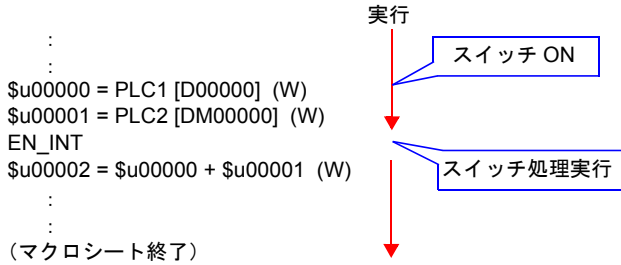 実行
:
:
スイッチ ON
$u00000 = PLC1 [D00000] (W)
$u00001 = PLC2 [DM00000] (W)
EN_INT
$u00002 = $u00000 + $u00001 (W)
スイッチ処理実行
:
:
（マクロシート終了）